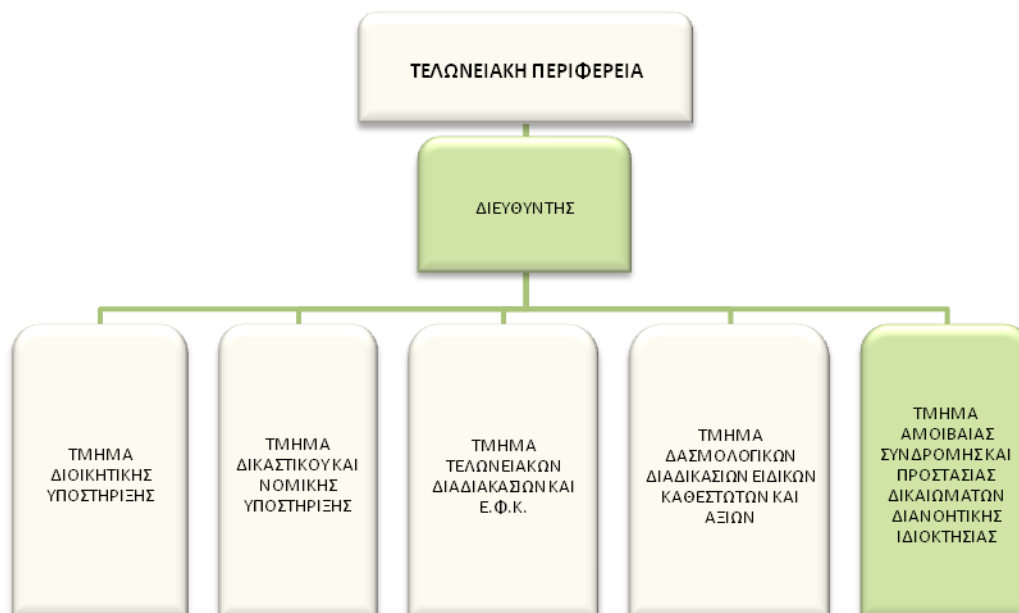 ΤΕΛΩΝΕΙΑΚΗ ΠΕΡΙΦΕΡΕΙΑ
ΔΙΕΥΘΥΝΤΗΣ
ΤΜΗΜΑ
ΔΙΟΙΚΗΤΙΚΗΣ
ΥΠΟΣΤΗΡΙΞΗΣ
ΤΜΗΜΑ
ΔΙΚΑΣΤΙΚΟΥ ΚΑΙ
ΝΟΜΙΚΗΣ
ΥΠΟΣΤΗΡΙΞΗΣ
ΤΜΗΜΑ
ΤΕΛΩΝΕΙΑΚΩΝ
ΔΙΑΔΙΑΚΑΣΙΩΝ ΚΑΙ
Ε.Φ.Κ.
ΤΜΗΜΑ
ΔΑΣΜΟΛΟΓΙΚΩΝ
ΔΙΑΔΙΚΑΣΙΩΝ ΕΙΔΙΚΩΝ
ΚΑΘΕΣΤΩΤΩΝ ΚΑΙ
ΑΞΙΩΝ
ΤΜΗΜΑ
ΑΜΟΙΒΑΙΑΣ
ΣΥΝΔΡΟΜΗΣ ΚΑΙ
ΠΡΟΣΤΑΣΙΑΣ
ΔΙΚΑΙΩΜΑΤΩΝ
ΔΙΑΝΟΗΤΙΚΗΣ
ΙΔΙΟΚΤΗΣΙΑΣ